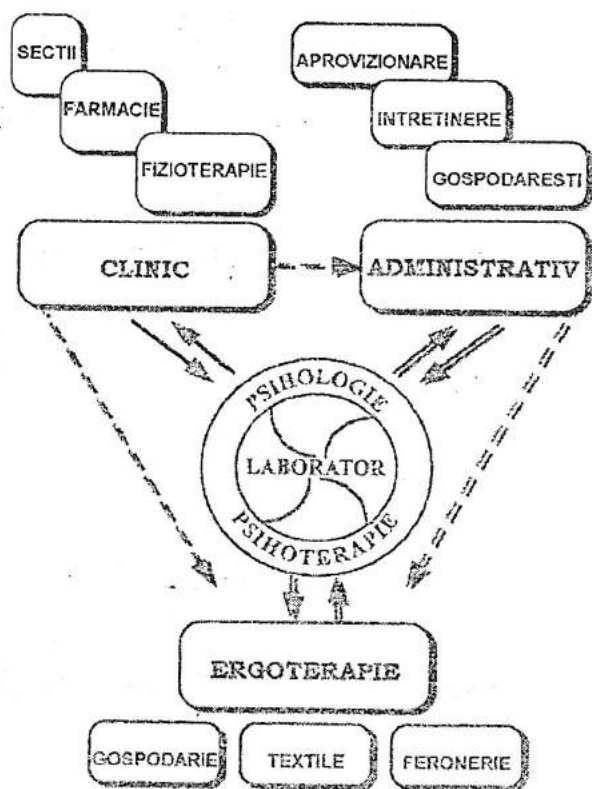 SECTII
FARMACIE
FIZIOTERAPIE
APROVIZIONARE
INTRETINERE
GOSPODARESTI
CLINIC
ADMINISTRATIV
PSIHOLOGIE
LABORATOR
PSIHOTERAPIE
ERGOTERAPIE
GOSPODARIE
TEXTILE
FERONERIE